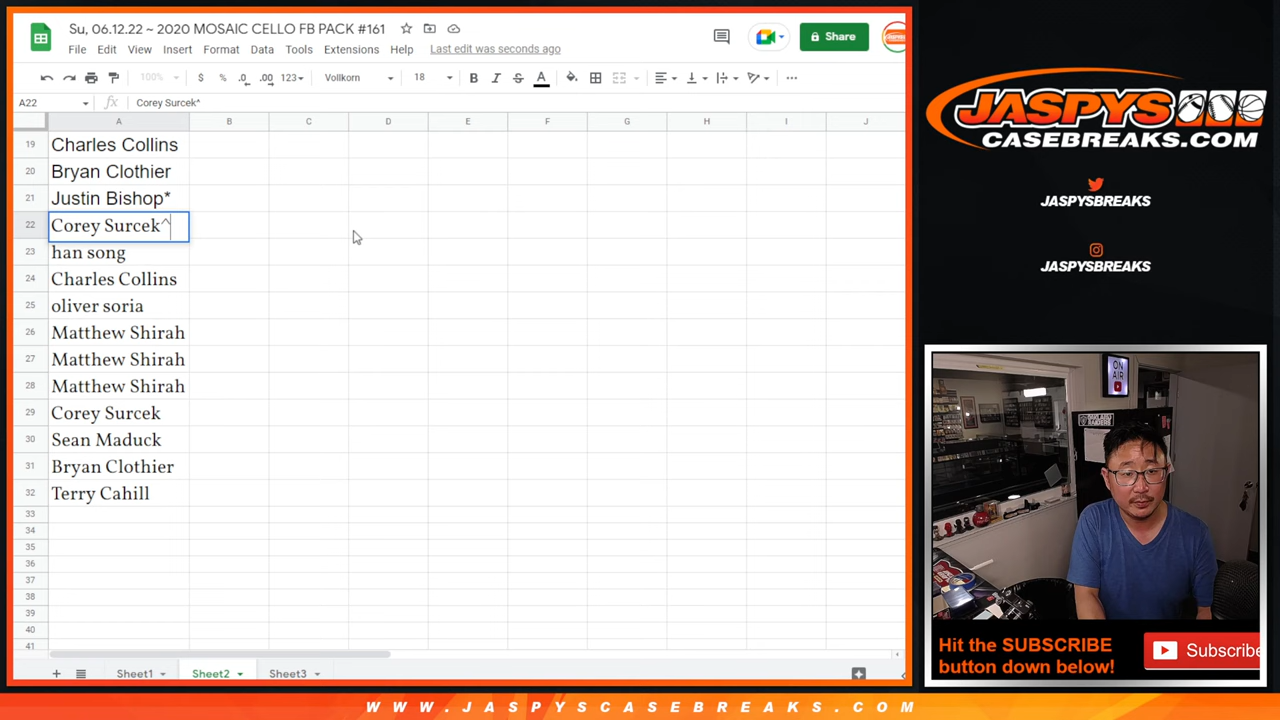 Su, 06.12.22 ~ 2020 MOSAIC CELLO FB PACK #161
File Edit View Insert Format Data Tools Extensions Help Last edit was seconds ago
Share
100% $ % .0 .00 123 Vollkorn 18 B I S A
A22 fx Corey Surcek^
A B C D E F G H I J
19 Charles Collins
20 Bryan Clothier
21 Justin Bishop*
22 Corey Surcek^
23 han song
24 Charles Collins
25 oliver soria
26 Matthew Shirah
27 Matthew Shirah
28 Matthew Shirah
29 Corey Surcek
30 Sean Maduck
31 Bryan Clothier
32 Terry Cahill
33
34
35
36
37
38
39
40
41
Sheet1 Sheet2 Sheet3
JASPYS
CASEBREAKS.COM
JASPYSBREAKS
JASPYSBREAKS
ON
AIR
Hit the SUBSCRIBE
button down below!
Subscribe
WWW.JASPYSCASEBREAKS.COM